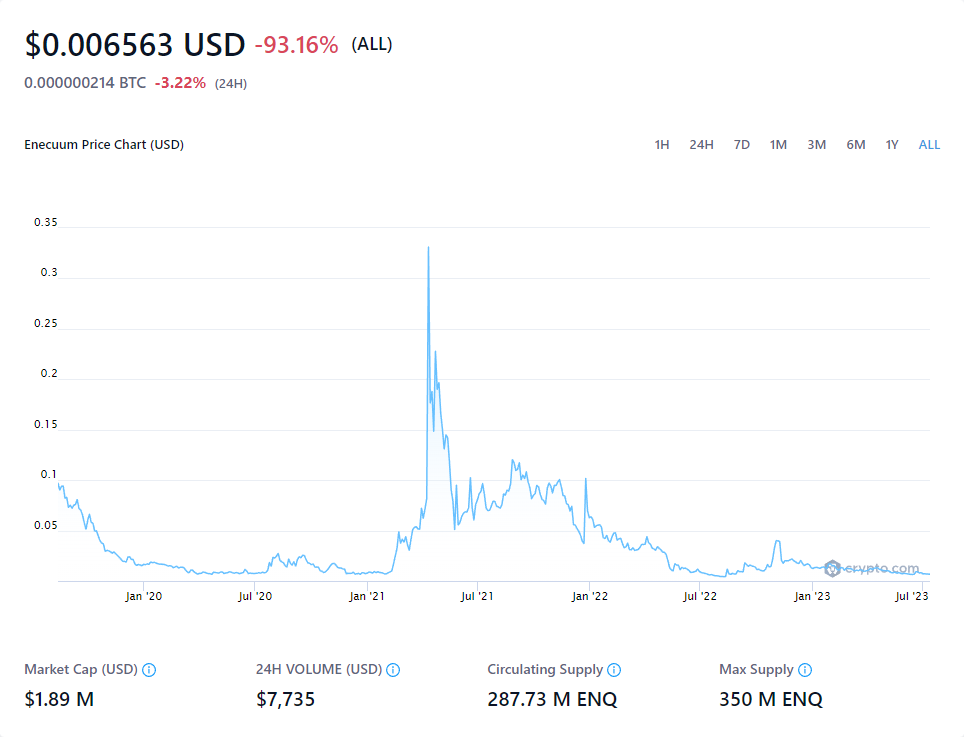 $0.006563 USD -93.16% (ALL)
0.000000214 BTC -3.22% (24H)
Enecuum Price Chart (USD) 1H 24H 7D 1M 3M 6M 1Y ALL
0.35
0.3
0.25
0.2
0.15
0.1
0.05
crypto.com
Jan '20 Jul '20 Jan '21 Jul '21 Jan '22 Jul '22 Jan '23 Jul '23
Market Cap (USD) 24H VOLUME (USD) Circulating Supply Max Supply
$1.89 M $7,735 287.73 M ENQ 350 M ENQ